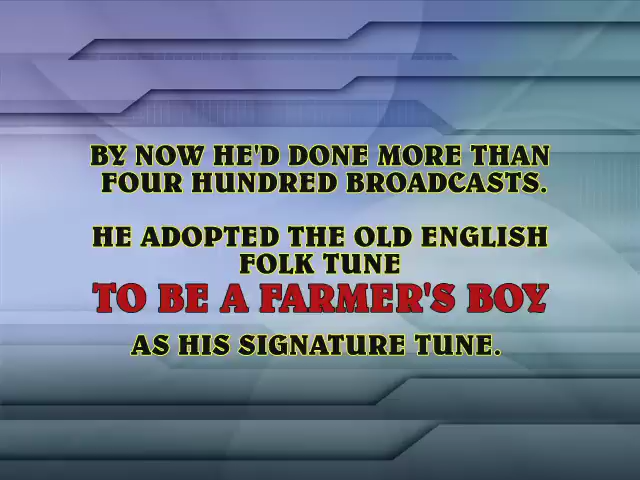 BY NOW HE'D DONE MORE THAN
FOUR HUNDRED BROADCASTS.
HE ADOPTED THE OLD ENGLISH
FOLK TUNE
TO BE A FARMER'S BOY
AS HIS SIGNATURE TUNE.